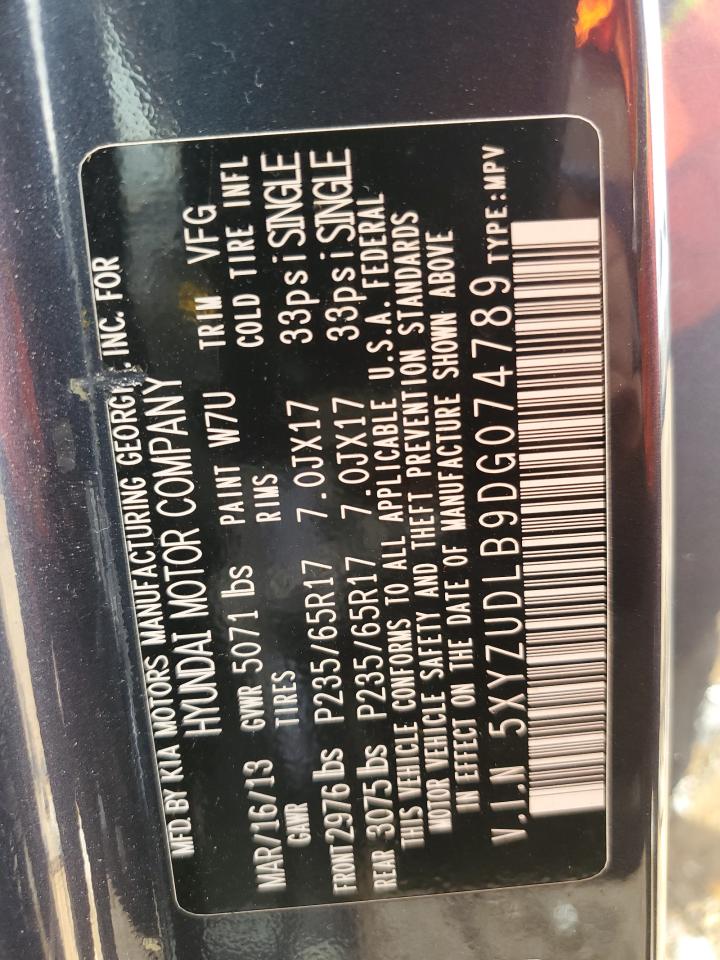 MFD. BY KIA MOTORS MANUFACTURING GEORGIA, INC. FOR
HYUNDAI MOTOR COMPANY
MAR/16/13 GVWR 5071 lbs PAINT W7U TRIM VFG
GAWR TIRES RIMS COLD TIRE INFL
FRONT 2976 lbs P235/65R17 7.0JX17 33psi SINGLE
REAR 3075 lbs P235/65R17 7.0JX17 33psi SINGLE
THIS VEHICLE CONFORMS TO ALL APPLICABLE U.S.A. FEDERAL
MOTOR VEHICLE SAFETY AND THEFT PREVENTION STANDARDS
IN EFFECT ON THE DATE OF MANUFACTURE SHOWN ABOVE
V.I.N 5XYZUDLB9DG074789 TYPE:MPV